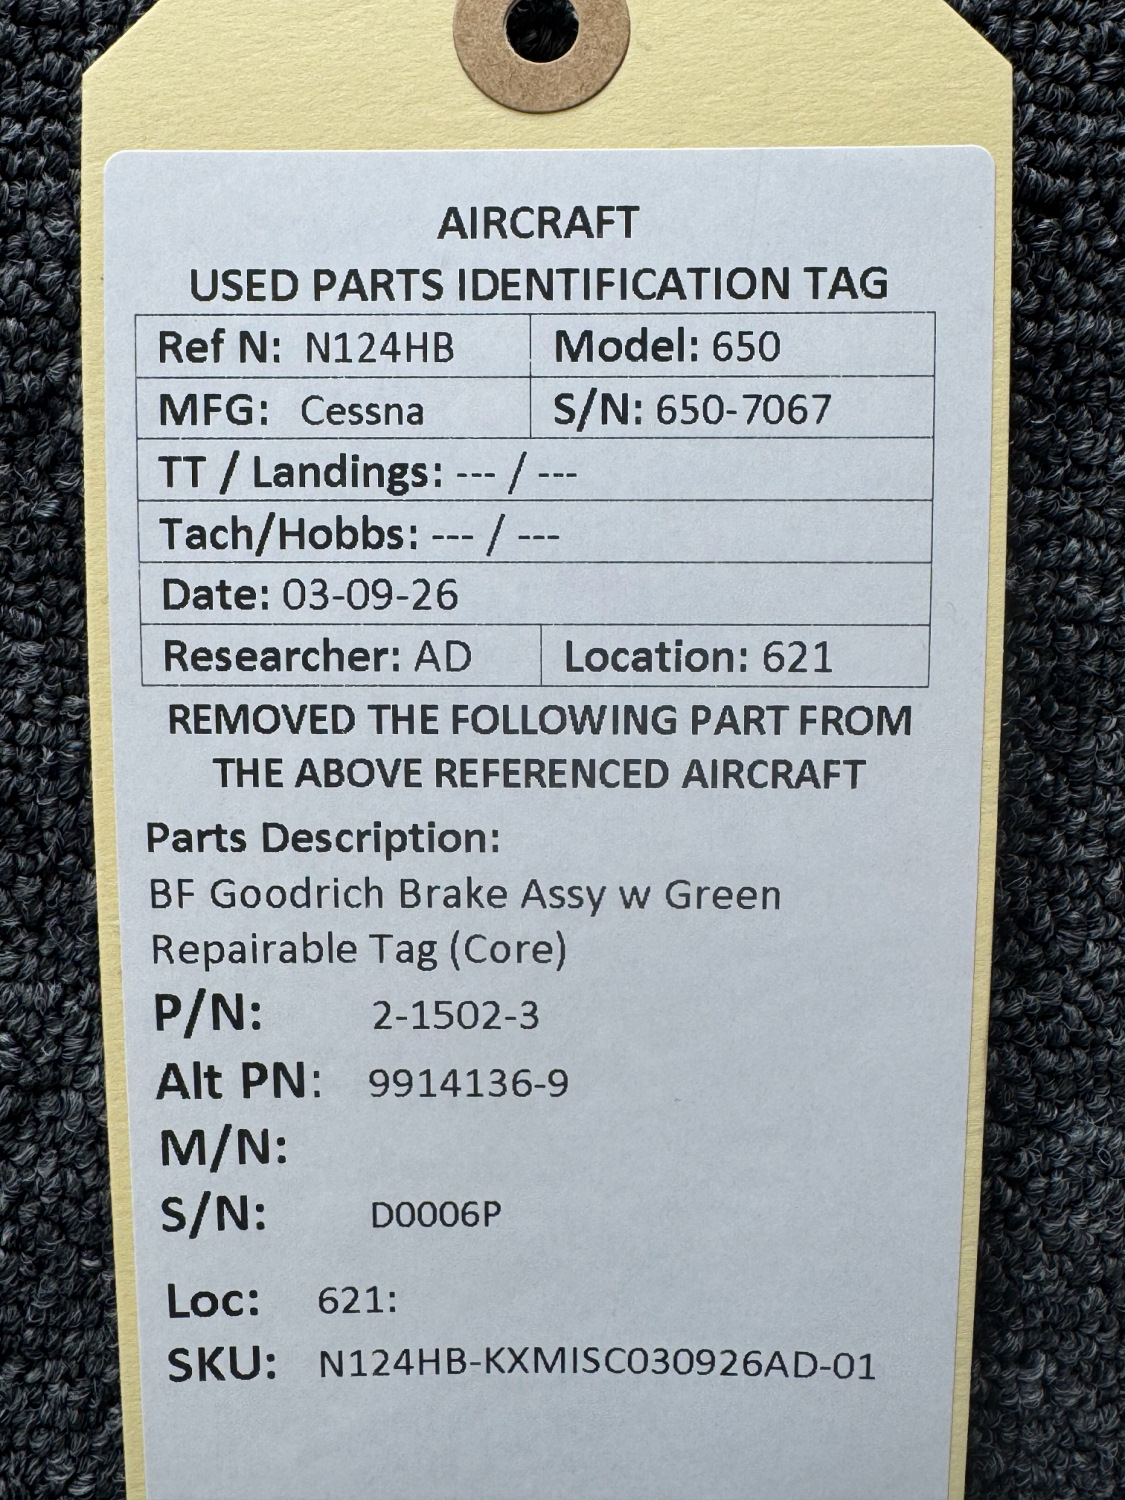 AIRCRAFT
USED PARTS IDENTIFICATION TAG
Ref N: N124HB Model: 650
MFG: Cessna S/N: 650-7067
TT / Landings: --- / ---
Tach/Hobbs: --- / ---
Date: 03-09-26
Researcher: AD Location: 621
REMOVED THE FOLLOWING PART FROM
THE ABOVE REFERENCED AIRCRAFT
Parts Description:
BF Goodrich Brake Assy w Green
Repairable Tag (Core)
P/N: 2-1502-3
Alt PN: 9914136-9
M/N:
S/N: D0006P
Loc: 621:
SKU: N124HB-KXMISC030926AD-01